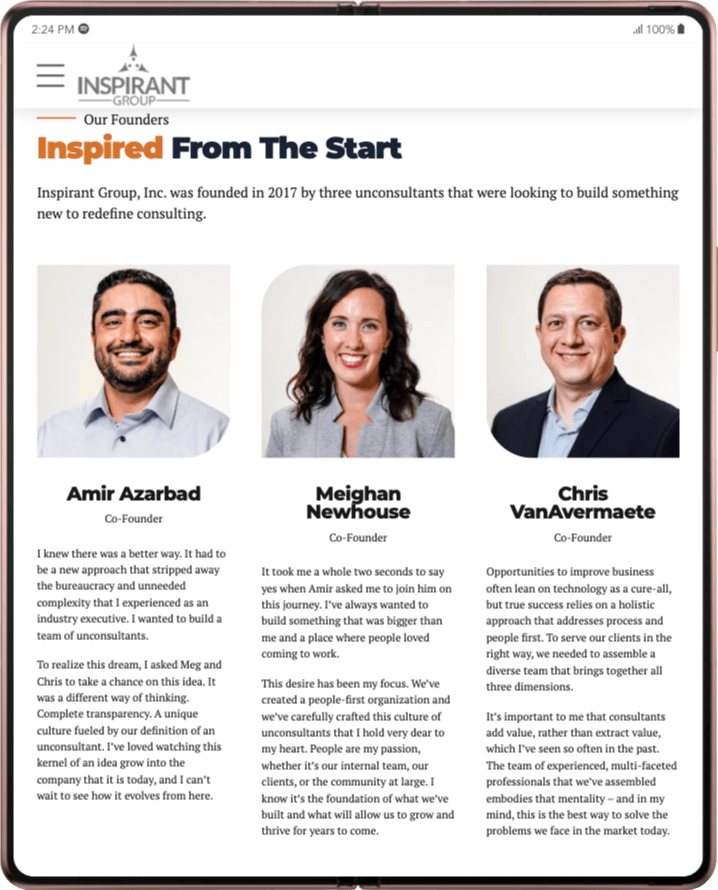 2:24 PM
100%
INSPIRANT
GROUP
Our Founders
Inspired From The Start
Inspirant Group, Inc. was founded in 2017 by three unconsultants that were looking to build something
new to redefine consulting.
Amir Azarbad
Co-Founder
I knew there was a better way. It had to
be a new approach that stripped away
the bureaucracy and unneeded
complexity that I experienced as an
industry executive. I wanted to build a
team of unconsultants.
To realize this dream, I asked Meg and
Chris to take a chance on this idea. It
was a different way of thinking.
Complete transparency. A unique
culture fueled by our definition of an
unconsultant. I've loved watching this
kernel of an idea grow into the
company that it is today, and I can't
wait to see how it evolves from here.
Meighan
Newhouse
Co-Founder
It took me a whole two seconds to say
yes when Amir asked me to join him on
this journey. I've always wanted to
build something that was bigger than
me and a place where people loved
coming to work.
This desire has been my focus. We've
created a people-first organization and
we've carefully crafted this culture of
unconsultants that I hold very dear to
my heart. People are my passion,
whether it's our internal team, our
clients, or the community at large. I
know it's the foundation of what we've
built and what will allow us to grow and
thrive for years to come.
Chris
VanAvermaete
Co-Founder
Opportunities to improve business
often lean on technology as a cure-all,
but true success relies on a holistic
approach that addresses process and
people first. To serve our clients in the
right way, we needed to assemble a
diverse team that brings together all
three dimensions.
It's important to me that consultants
add value, rather than extract value,
which I've seen so often in the past.
The team of experienced, multi-faceted
professionals that we've assembled
embodies that mentality – and in my
mind, this is the best way to solve the
problems we face in the market today.